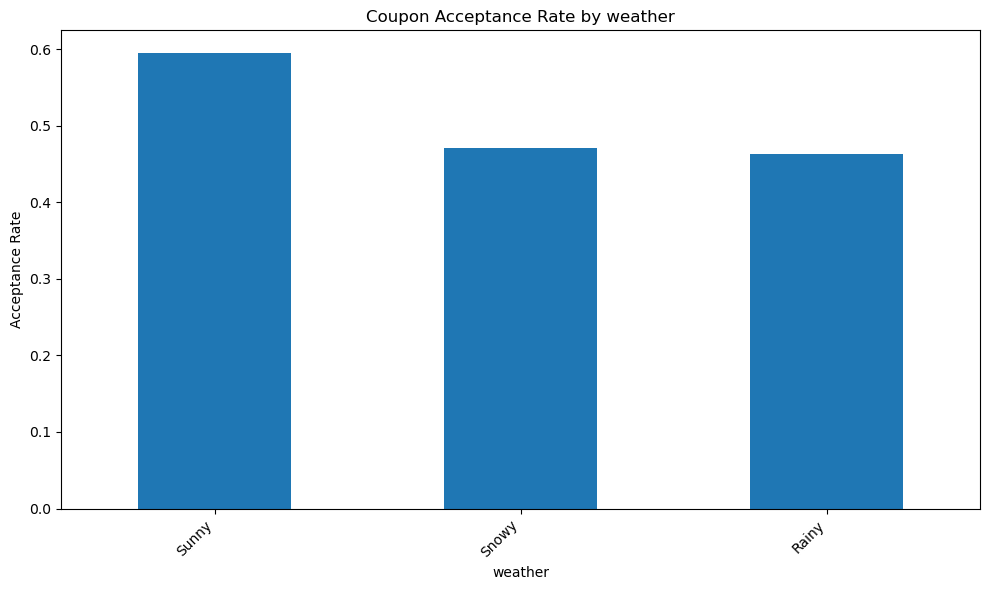 Coupon Acceptance Rate by weather
Acceptance Rate
0.6
0.5
0.4
0.3
0.2
0.1
0.0
Sunny
Snowy
Rainy
weather